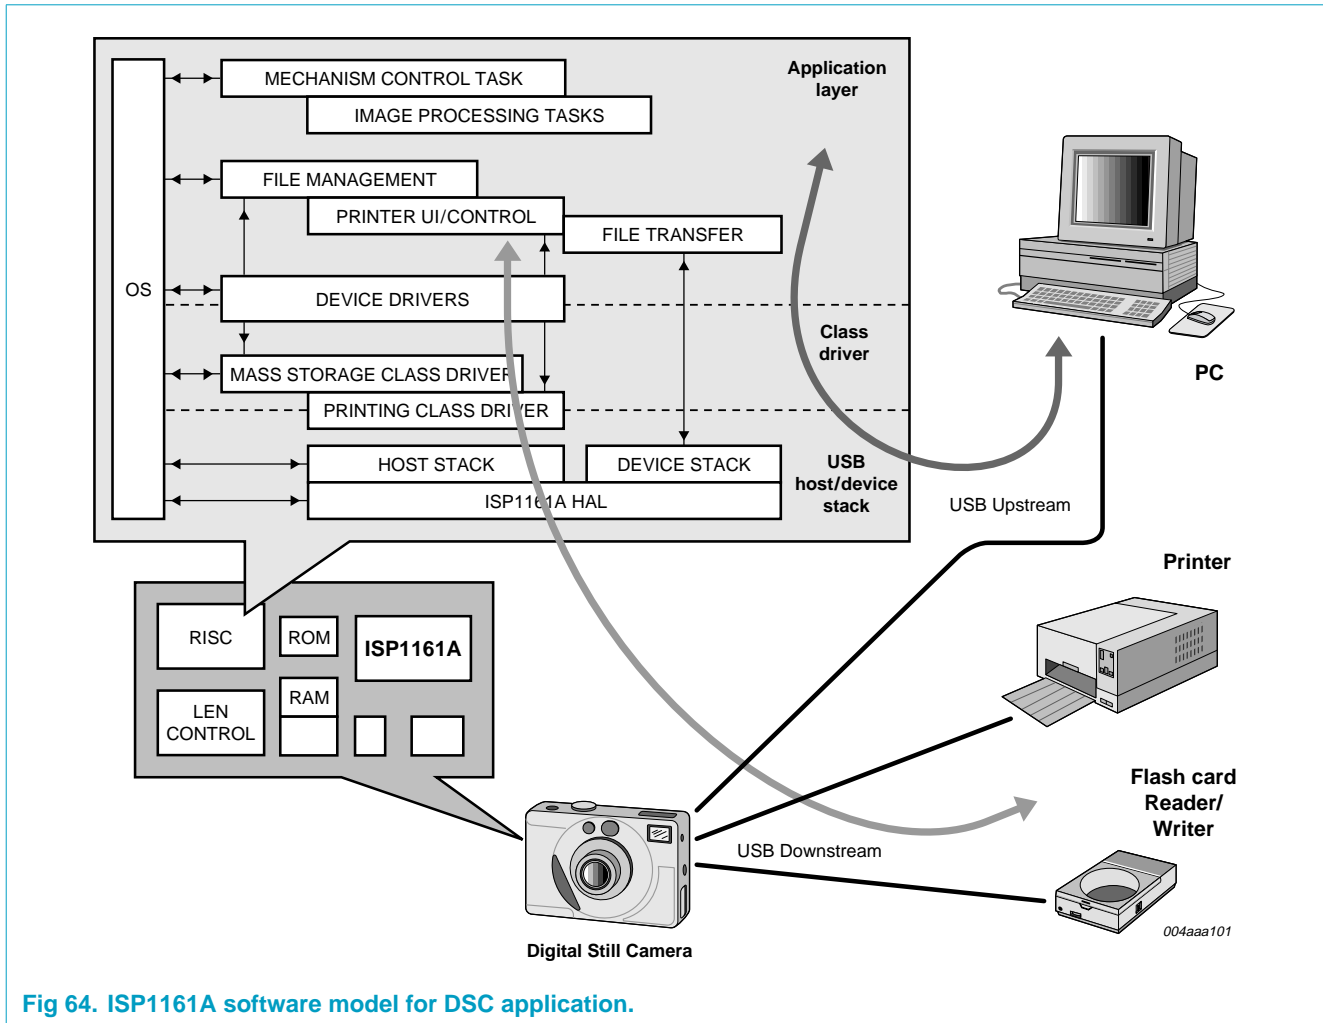 MECHANISM CONTROL TASK
IMAGE PROCESSING TASKS
Application
layer
FILE MANAGEMENT
PRINTER UI/CONTROL
FILE TRANSFER
OS
DEVICE DRIVERS
Class
driver
MASS STORAGE CLASS DRIVER
PRINTING CLASS DRIVER
HOST STACK
DEVICE STACK
USB
host/device
stack
ISP1161A HAL
PC
USB Upstream
Printer
RISC
ROM
ISP1161A
LEN
CONTROL
RAM
Flash card
Reader/
Writer
USB Downstream
Digital Still Camera
004aaa101
Fig 64. ISP1161A software model for DSC application.